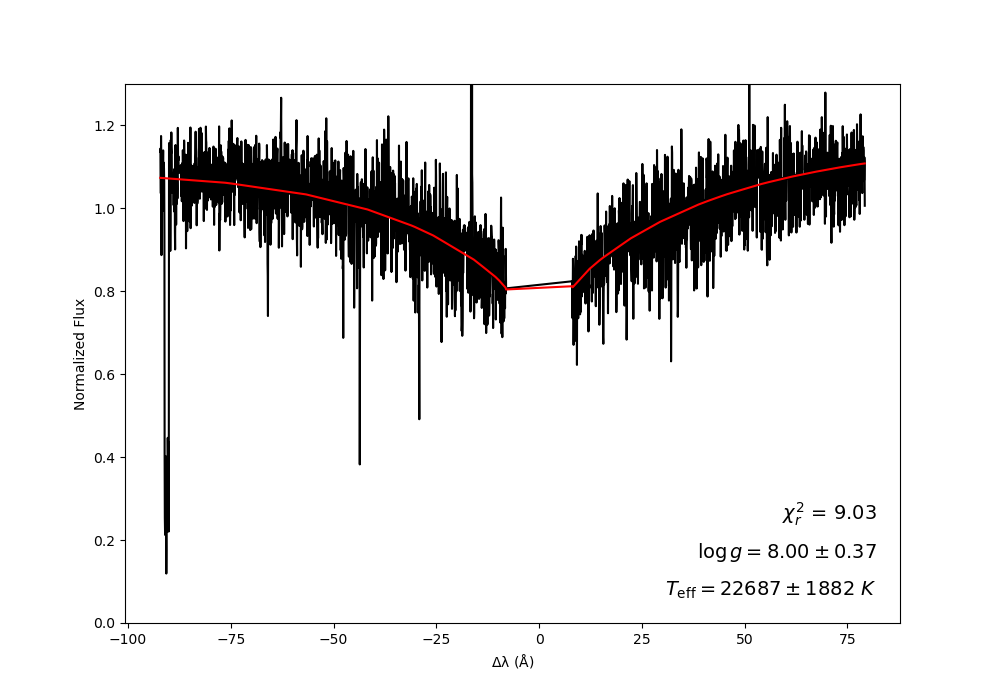 1.2
1.0
0.8
0.6
0.4
0.2
0.0
Normalized Flux
χ²ᵣ = 9.03
log g = 8.00 ± 0.37
T_eff = 22687 ± 1882 K
−100 −75 −50 −25 0 25 50 75
Δλ (Å)